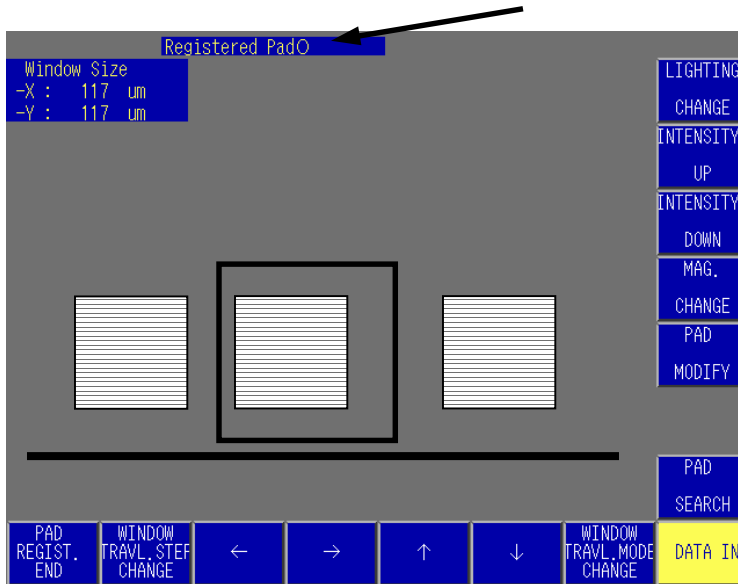 Registered Pad○
Window Size
-X : 117 um
-Y : 117 um
LIGHTING
CHANGE
INTENSITY
UP
INTENSITY
DOWN
MAG.
CHANGE
PAD
MODIFY
PAD
SEARCH
PAD
REGIST.
END
WINDOW
TRAVL.STEP
CHANGE
←
→
↑
↓
WINDOW
TRAVL.MODE
CHANGE
DATA IN